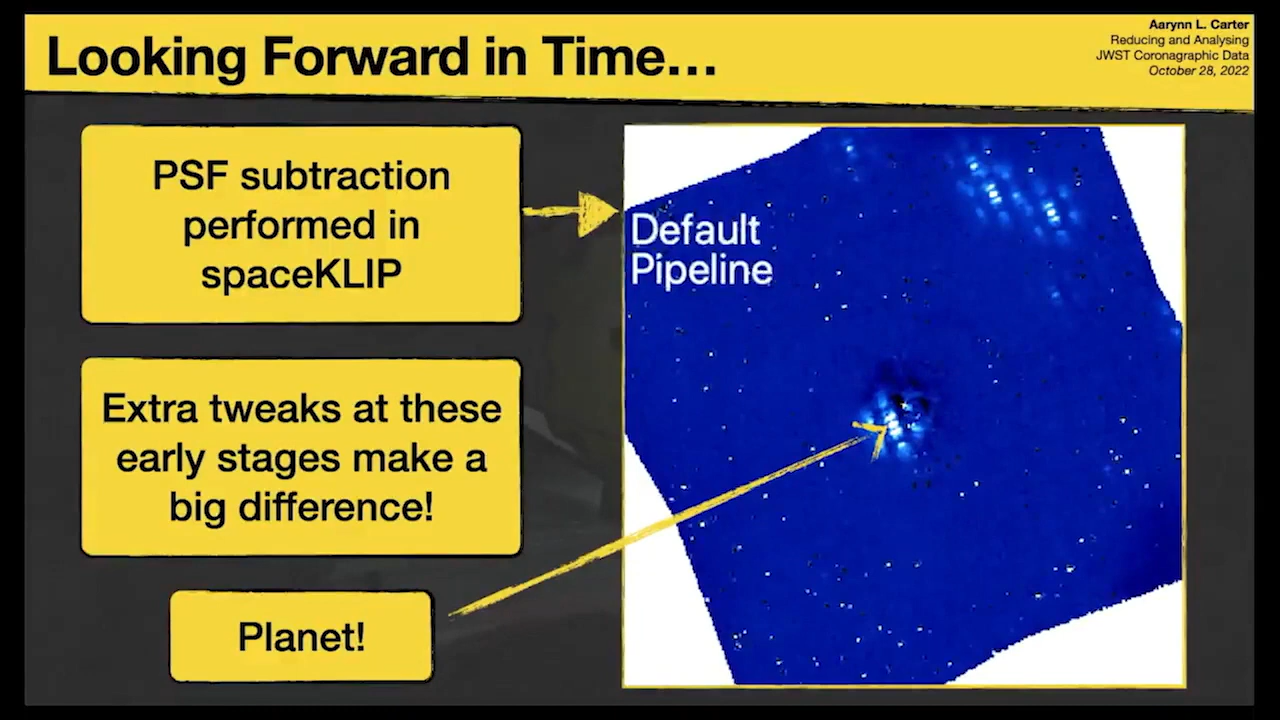 Looking Forward in Time...
Aarynn L. Carter
Reducing and Analysing
JWST Coronagraphic Data
October 28, 2022
PSF subtraction
performed in
spaceKLIP
Extra tweaks at these
early stages make a
big difference!
Planet!
Default
Pipeline